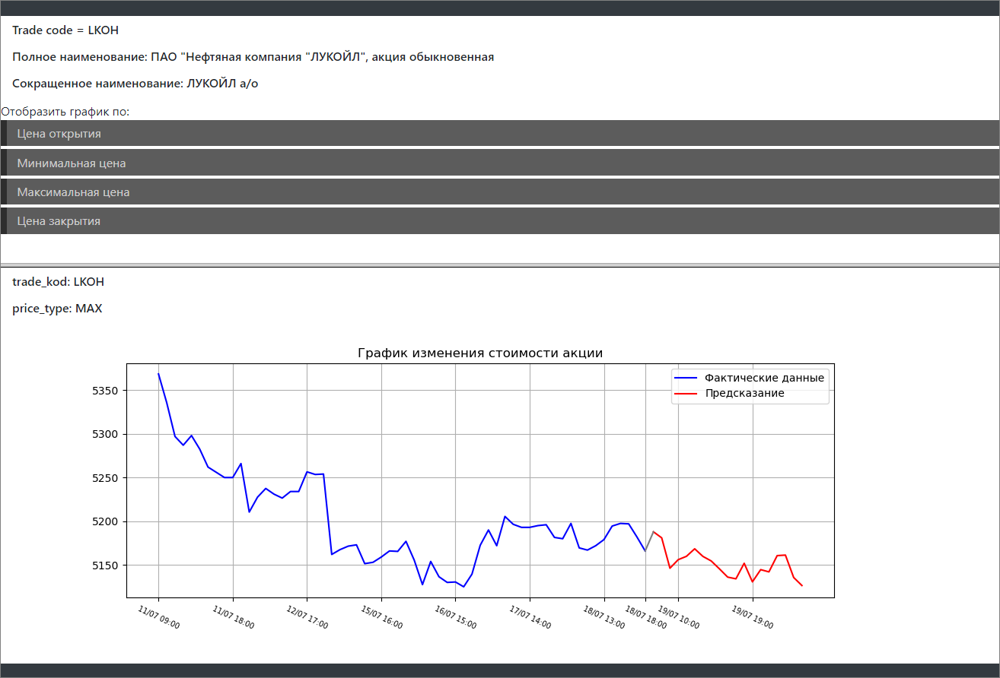 Trade code = LKOH
Полное наименование: ПАО "Нефтяная компания "ЛУКОЙЛ", акция обыкновенная
Сокращенное наименование: ЛУКОЙЛ а/о
Отобразить график по:
Цена открытия
Минимальная цена
Максимальная цена
Цена закрытия
trade_kod: LKOH
price_type: MAX
График изменения стоимости акции
Фактические данные
Предсказание
5350
5300
5250
5200
5150
11/07 09:00
11/07 18:00
12/07 17:00
15/07 16:00
16/07 15:00
17/07 14:00
18/07 13:00
18/07 18:00
19/07 10:00
19/07 19:00